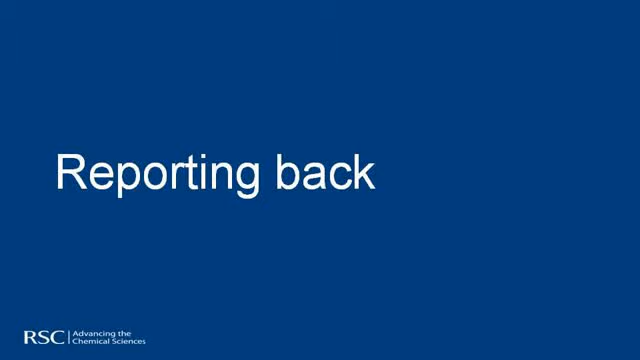 Reporting back
RSC | Advancing the
Chemical Sciences